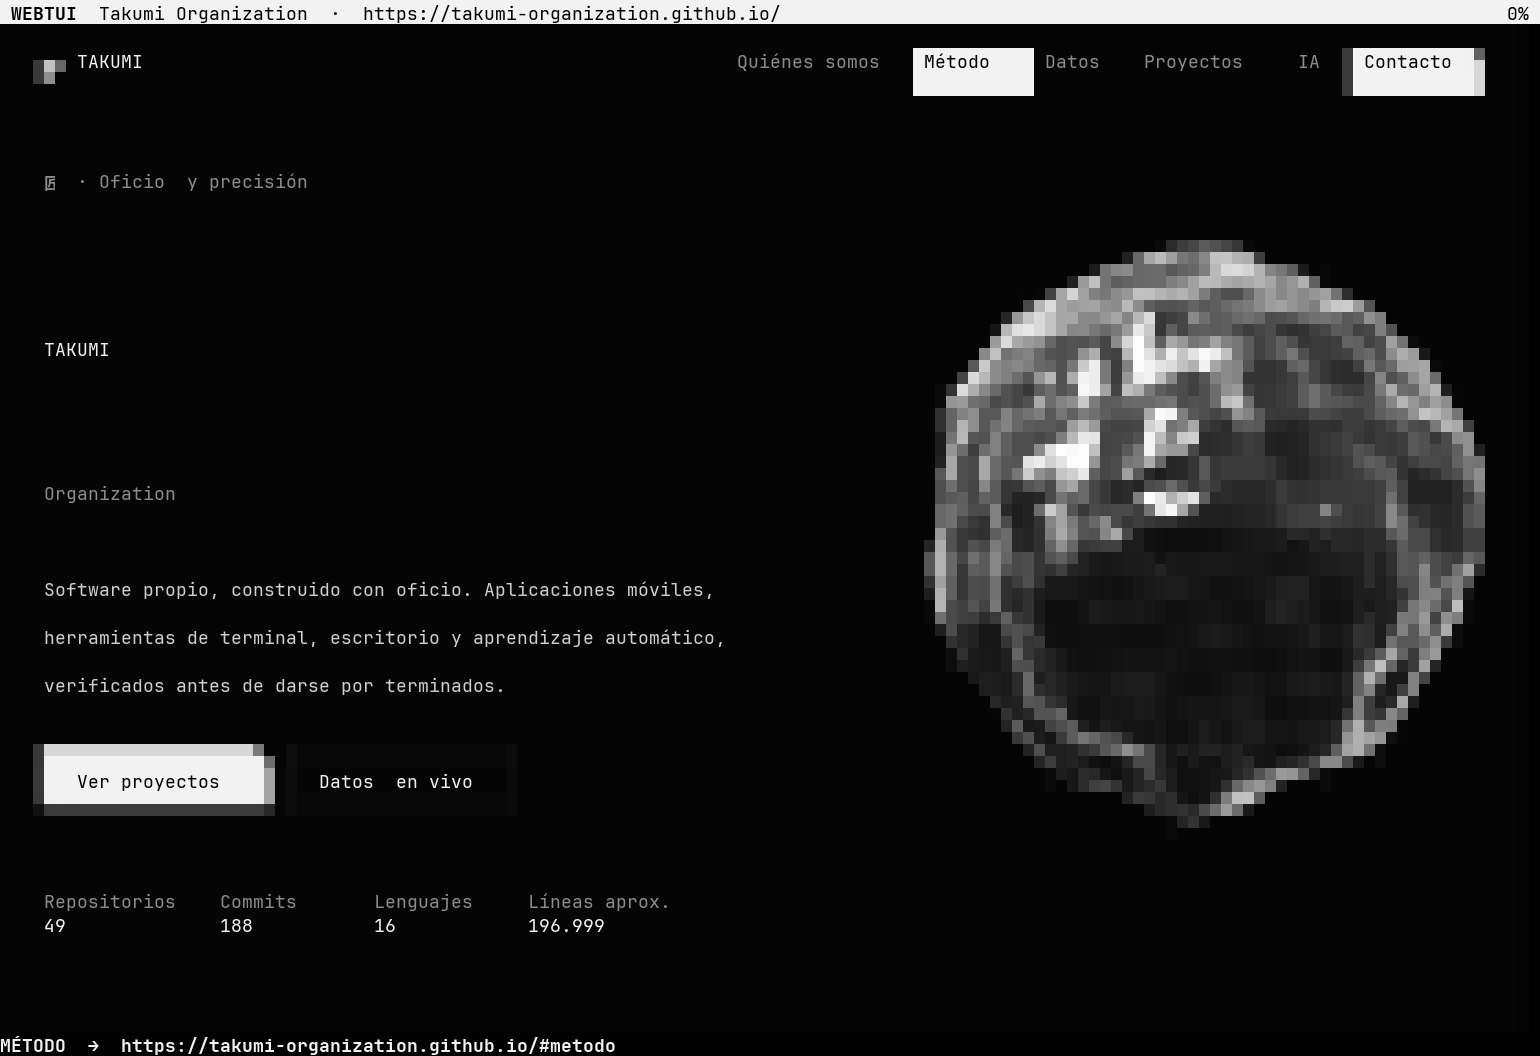 WEBTUI Takumi Organization · https://takumi-organization.github.io/ 0%
TAKUMI Quiénes somos Método Datos Proyectos IA Contacto
· Oficio y precisión
TAKUMI
Organization
Software propio, construido con oficio. Aplicaciones móviles,
herramientas de terminal, escritorio y aprendizaje automático,
verificados antes de darse por terminados.
Ver proyectos Datos en vivo
Repositorios Commits Lenguajes Líneas aprox.
49 188 16 196.999
MÉTODO → https://takumi-organization.github.io/#metodo